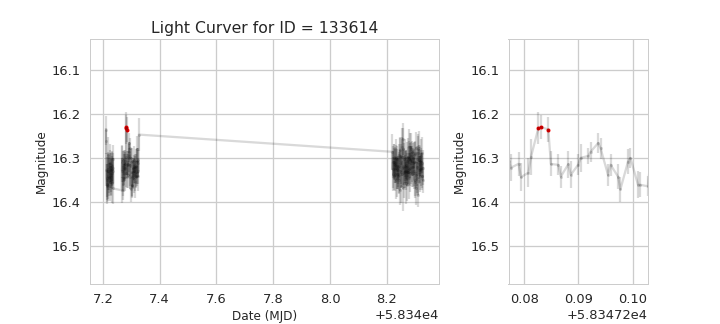 Light Curver for ID = 133614
16.1
16.2
16.3
16.4
16.5
Magnitude
7.2 7.4 7.6 7.8 8.0 8.2
Date (MJD)
+5.834e4
16.1
16.2
16.3
16.4
16.5
Magnitude
0.08 0.09 0.10
+5.83472e4